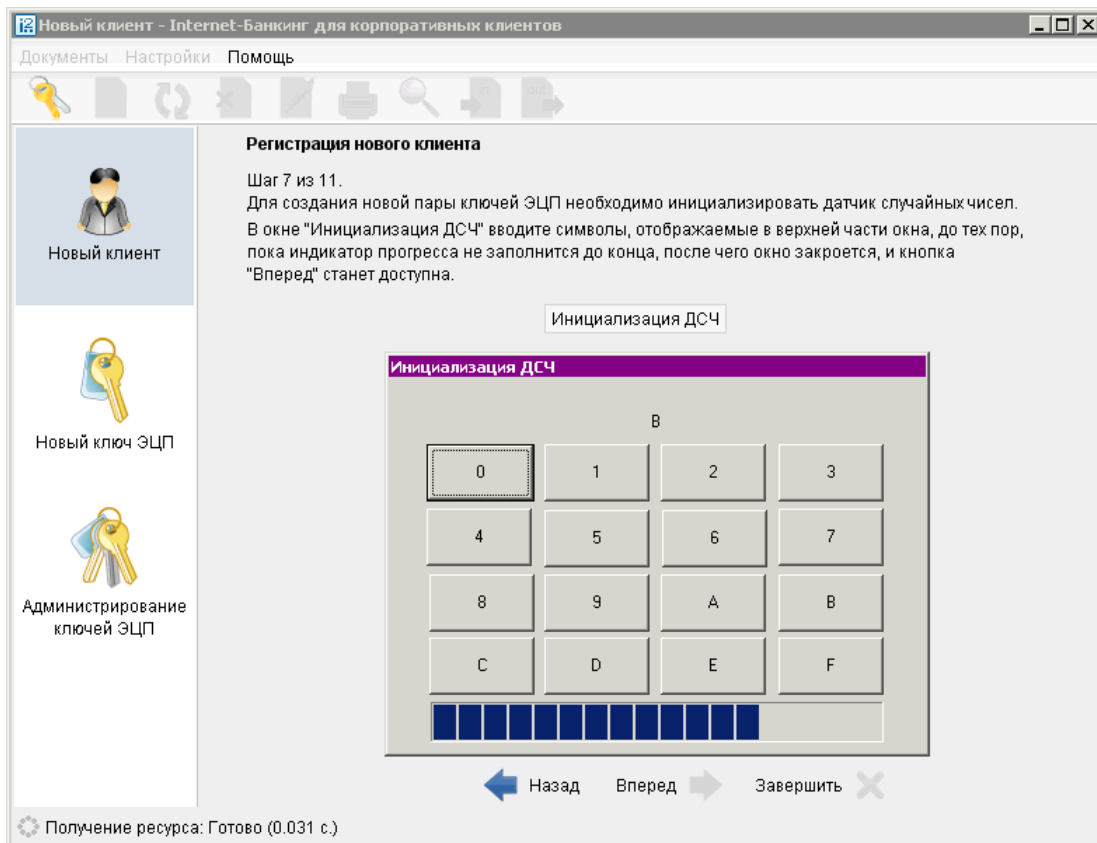 Новый клиент - Internet-Банкинг для корпоративных клиентов
Документы Настройки Помощь
in
out
Новый клиент
Новый ключ ЭЦП
Администрирование
ключей ЭЦП
Регистрация нового клиента
Шаг 7 из 11.
Для создания новой пары ключей ЭЦП необходимо инициализировать датчик случайных чисел.
В окне "Инициализация ДСЧ" вводите символы, отображаемые в верхней части окна, до тех пор,
пока индикатор прогресса не заполнится до конца, после чего окно закроется, и кнопка
"Вперед" станет доступна.
Инициализация ДСЧ
Инициализация ДСЧ
B
0 1 2 3
4 5 6 7
8 9 A B
C D E F
Назад Вперед Завершить
Получение ресурса: Готово (0.031 с.)